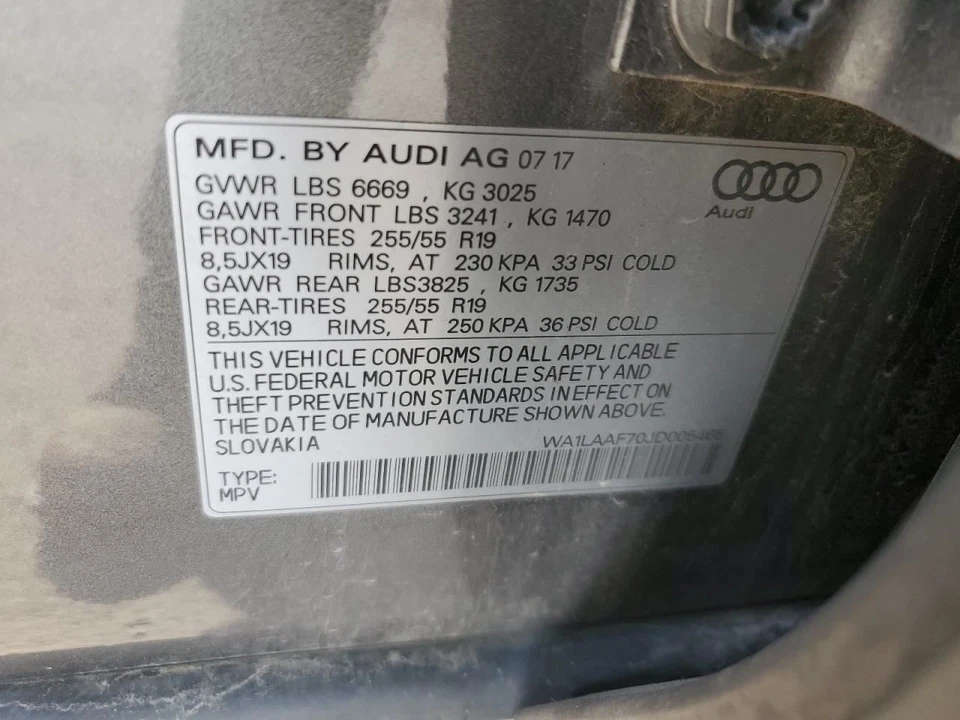 MFD. BY AUDI AG 07 17
GVWR LBS 6669 , KG 3025
GAWR FRONT LBS 3241 , KG 1470
FRONT-TIRES 255/55 R19
8,5JX19 RIMS, AT 230 KPA 33 PSI COLD
GAWR REAR LBS3825 , KG 1735
REAR-TIRES 255/55 R19
8,5JX19 RIMS, AT 250 KPA 36 PSI COLD
Audi
THIS VEHICLE CONFORMS TO ALL APPLICABLE
U.S. FEDERAL MOTOR VEHICLE SAFETY AND
THEFT PREVENTION STANDARDS IN EFFECT ON
THE DATE OF MANUFACTURE SHOWN ABOVE.
SLOVAKIA
TYPE:
MPV